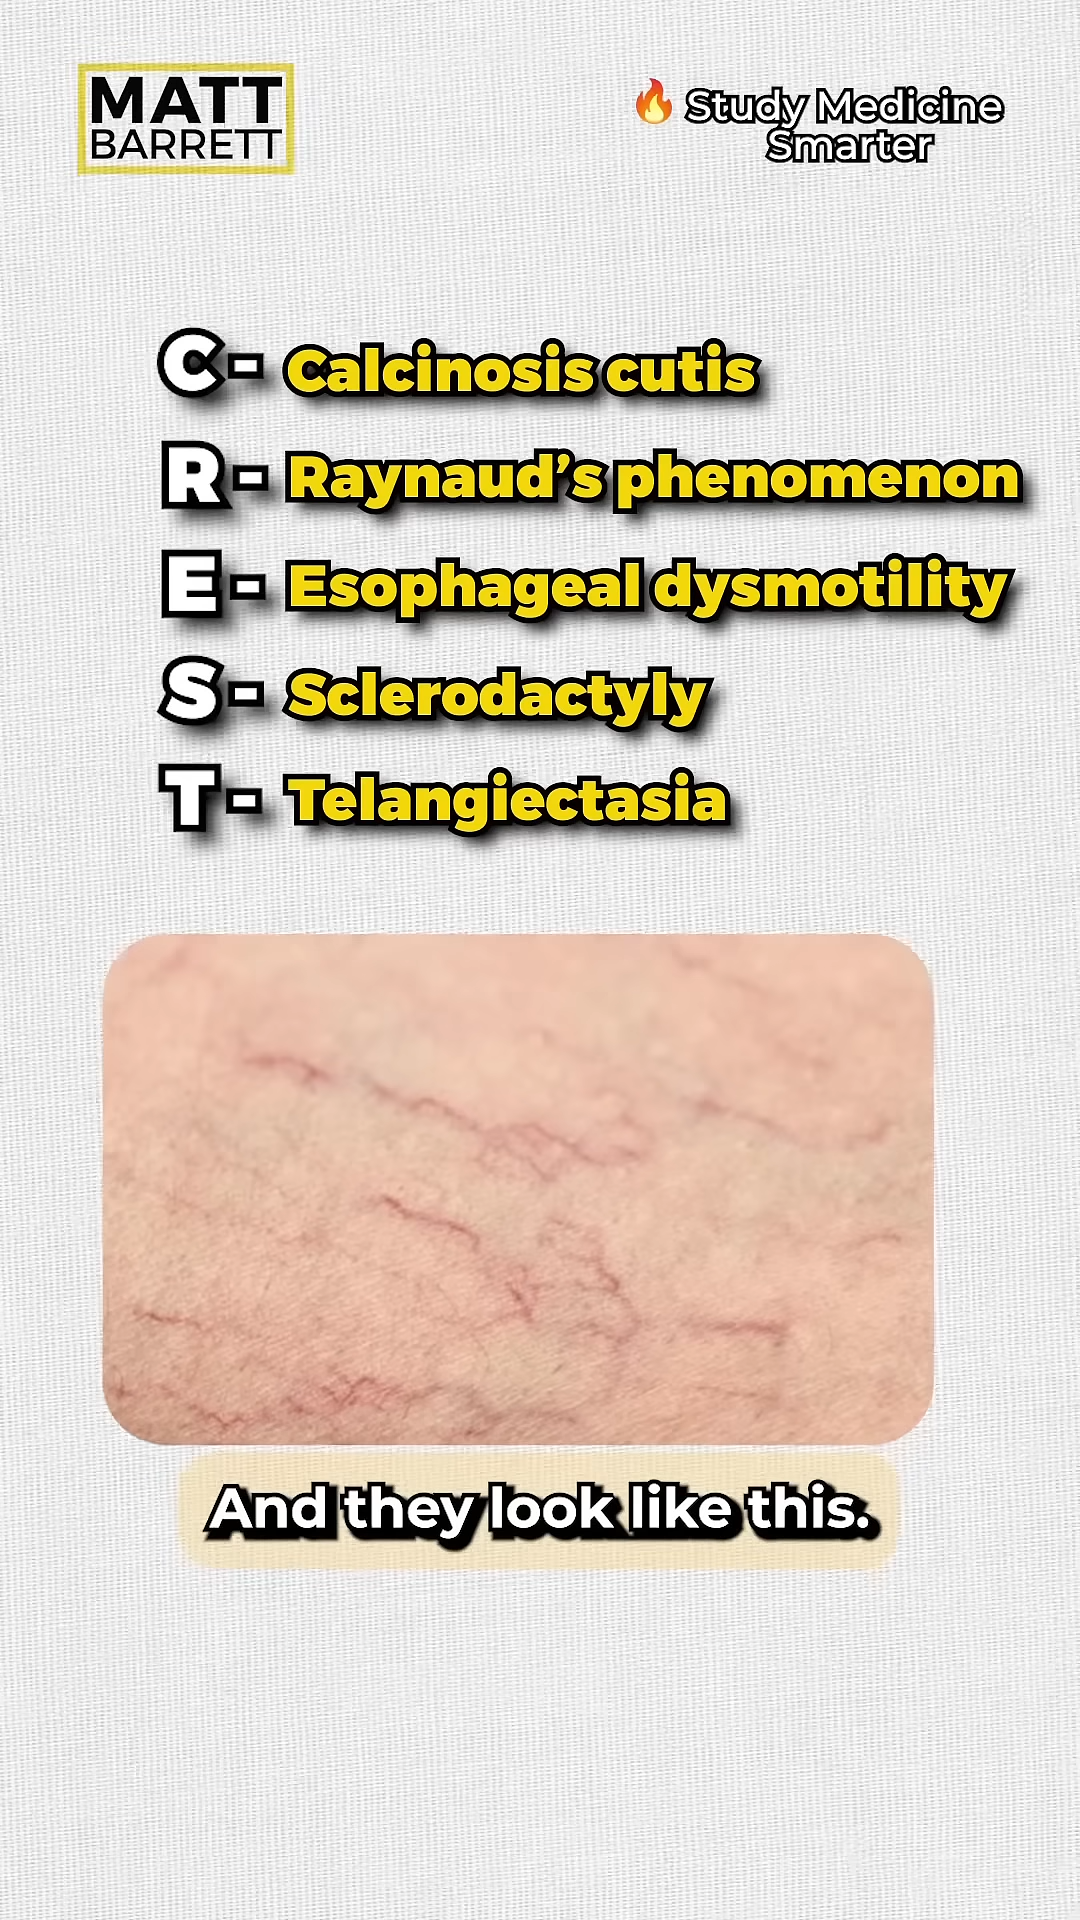 MATT
BARRETT
🔥 Study Medicine
Smarter
C - Calcinosis cutis
R - Raynaud’s phenomenon
E - Esophageal dysmotility
S - Sclerodactyly
T - Telangiectasia
And they look like this.